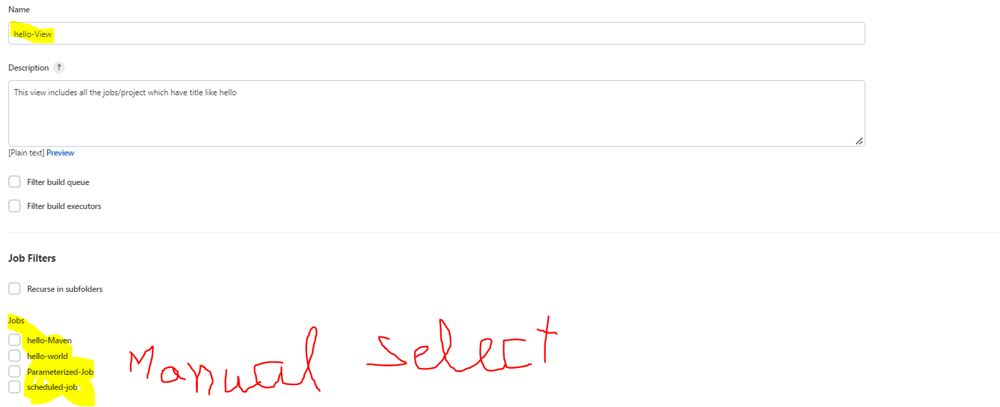 Name
hello-View
Description ?
This view includes all the jobs/project which have title like hello
[Plain text] Preview
Filter build queue
Filter build executors
Job Filters
Recurse in subfolders
Jobs
hello-Maven
hello-world
Parameterized-Job
scheduled-job
Manual Select